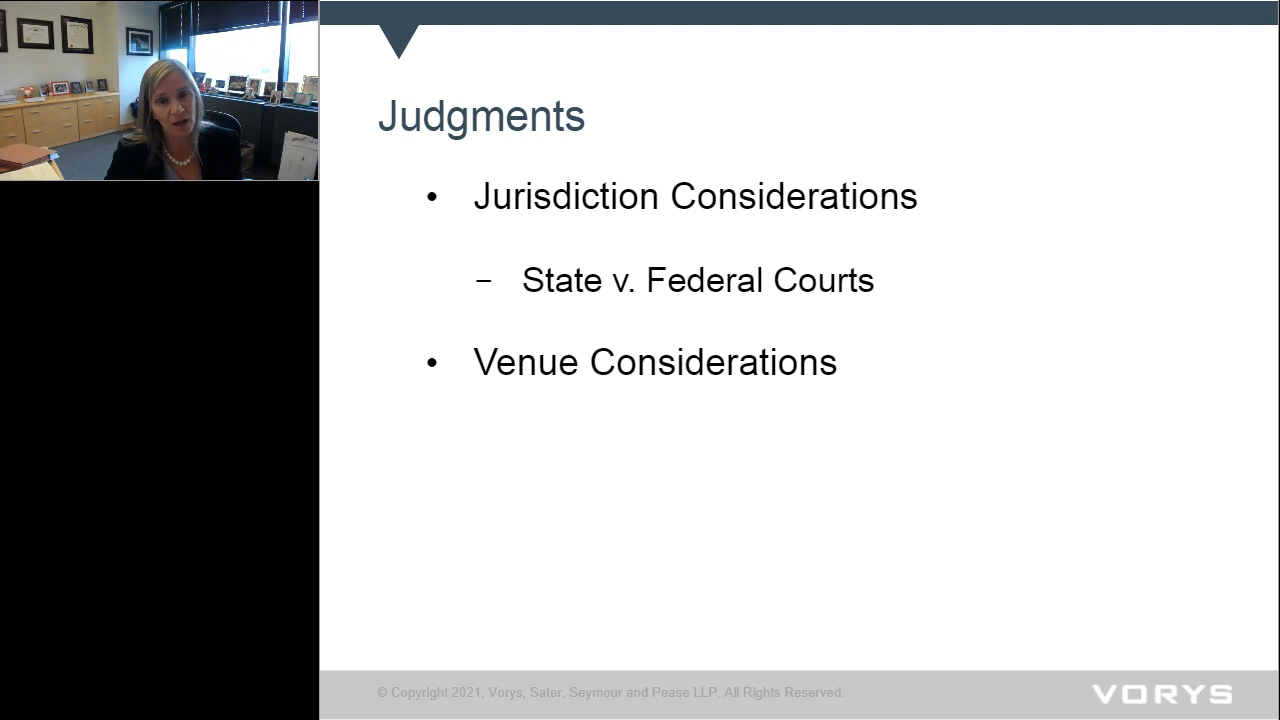 Judgments
• Jurisdiction Considerations
– State v. Federal Courts
• Venue Considerations
© Copyright 2021, Vorys, Sater, Seymour and Pease LLP. All Rights Reserved.
VORYS